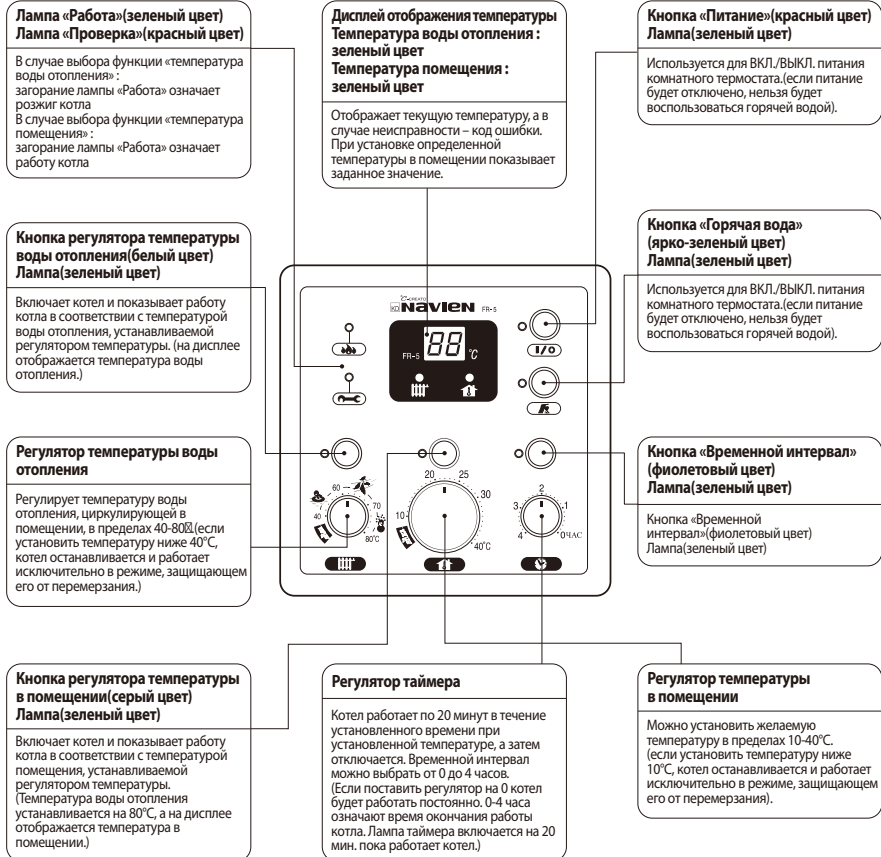 Лампа «Работа»(зеленый цвет)
Лампа «Проверка»(красный цвет)
В случае выбора функции «температура
воды отопления» :
загорание лампы «Работа» означает
розжиг котла
В случае выбора функции «температура
помещения» :
загорание лампы «Работа» означает
работу котла
Дисплей отображения температуры
Температура воды отопления :
зеленый цвет
Температура помещения :
зеленый цвет
Отображает текущую температуру, а в
случае неисправности – код ошибки.
При установке определенной
температуры в помещении показывает
заданное значение.
Кнопка «Питание»(красный цвет)
Лампа(зеленый цвет)
Используется для ВКЛ./ВЫКЛ. питания
комнатного термостата.(если питание
будет отключено, нельзя будет
воспользоваться горячей водой).
Кнопка регулятора температуры
воды отопления(белый цвет)
Лампа(зеленый цвет)
Включает котел и показывает работу
котла в соответствии с температурой
воды отопления, устанавливаемой
регулятором температуры. (на дисплее
отображается температура воды
отопления.)
Кнопка «Горячая вода»
(ярко-зеленый цвет)
Лампа(зеленый цвет)
Используется для ВКЛ./ВЫКЛ. питания
комнатного термостата.(если питание
будет отключено, нельзя будет
воспользоваться горячей водой).
KD NAVIEN FR-5
88 °C
FR-5
I/O
Регулятор температуры воды
отопления
Регулирует температуру воды
отопления, циркулирующей в
помещении, в пределах 40-80 (если
установить температуру ниже 40°C,
котел останавливается и работает
исключительно в режиме, защищающем
его от перемерзания.)
40 60 70 80°C
10 20 25 30 40°C
4 3 2 1 0ЧАС
Кнопка «Временной интервал»
(фиолетовый цвет)
Лампа(зеленый цвет)
Кнопка «Временной
интервал»(фиолетовый цвет)
Лампа(зеленый цвет)
Кнопка регулятора температуры
в помещении(серый цвет)
Лампа(зеленый цвет)
Включает котел и показывает работу
котла в соответствии с температурой
помещения, устанавливаемой
регулятором температуры.
(Температура воды отопления
устанавливается на 80°C, а на дисплее
отображается температура в
помещении.)
Регулятор таймера
Котел работает по 20 минут в течение
установленного времени при
установленной температуре, а затем
отключается. Временной интервал
можно выбрать от 0 до 4 часов.
(Если поставить регулятор на 0 котел
будет работать постоянно. 0-4 часа
означают время окончания работы
котла. Лампа таймера включается на 20
мин. пока работает котел.)
Регулятор температуры
в помещении
Можно установить желаемую
температуру в пределах 10-40°C.
(если установить температуру ниже
10°C, котел останавливается и работает
исключительно в режиме, защищающем
его от перемерзания).